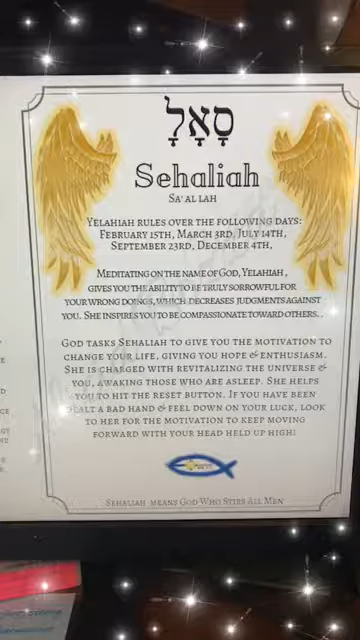 סָאָלָ
Sehaliah
SA' AL LAH
YELAHIAH RULES OVER THE FOLLOWING DAYS:
FEBRUARY 15TH, MARCH 3RD, JULY 14TH,
SEPTEMBER 23RD, DECEMBER 4TH,
MEDITATING ON THE NAME OF GOD, YELAHIAH ,
GIVES YOU THE ABILITY TO BE TRULY SORROWFUL FOR
YOUR WRONG DOINGS, WHICH DECREASES JUDGMENTS AGAINST
YOU. SHE INSPIRES YOU TO BE COMPASSIONATE TOWARD OTHERS. .
GOD TASKS SEHALIAH TO GIVE YOU THE MOTIVATION TO
CHANGE YOUR LIFE, GIVING YOU HOPE & ENTHUSIASM.
SHE IS CHARGED WITH REVITALIZING THE UNIVERSE &
YOU, AWAKING THOSE WHO ARE ASLEEP. SHE HELPS
YOU TO HIT THE RESET BUTTON. IF YOU HAVE BEEN
DEALT A BAD HAND & FEEL DOWN ON YOUR LUCK, LOOK
TO HER FOR THE MOTIVATION TO KEEP MOVING
FORWARD WITH YOUR HEAD HELD UP HIGH!
SEHALIAH MEANS GOD WHO STIRS ALL MEN